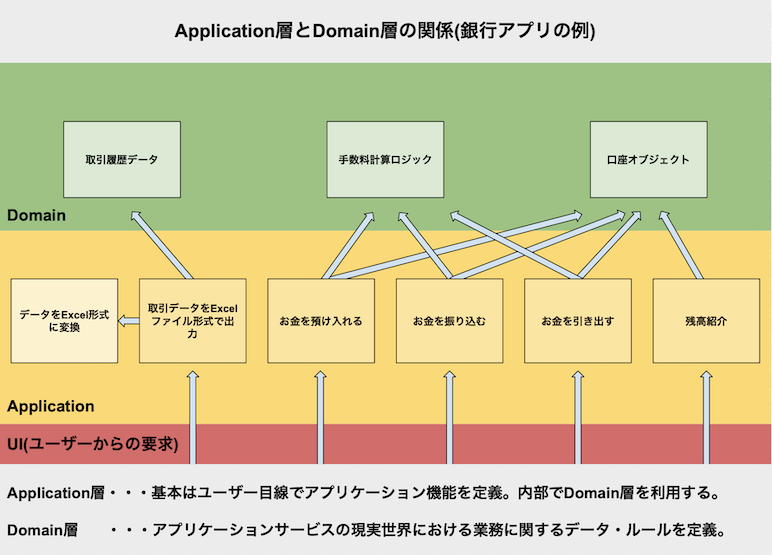 Application層とDomain層の関係(銀行アプリの例)
取引履歴データ
手数料計算ロジック
口座オブジェクト
Domain
データをExcel形式
に変換
取引データをExcel
ファイル形式で出
力
お金を預け入れる
お金を振り込む
お金を引き出す
残高紹介
Application
UI(ユーザーからの要求)
Application層・・・基本はユーザー目線でアプリケーション機能を定義。内部でDomain層を利用する。
Domain層　　・・・アプリケーションサービスの現実世界における業務に関するデータ・ルールを定義。